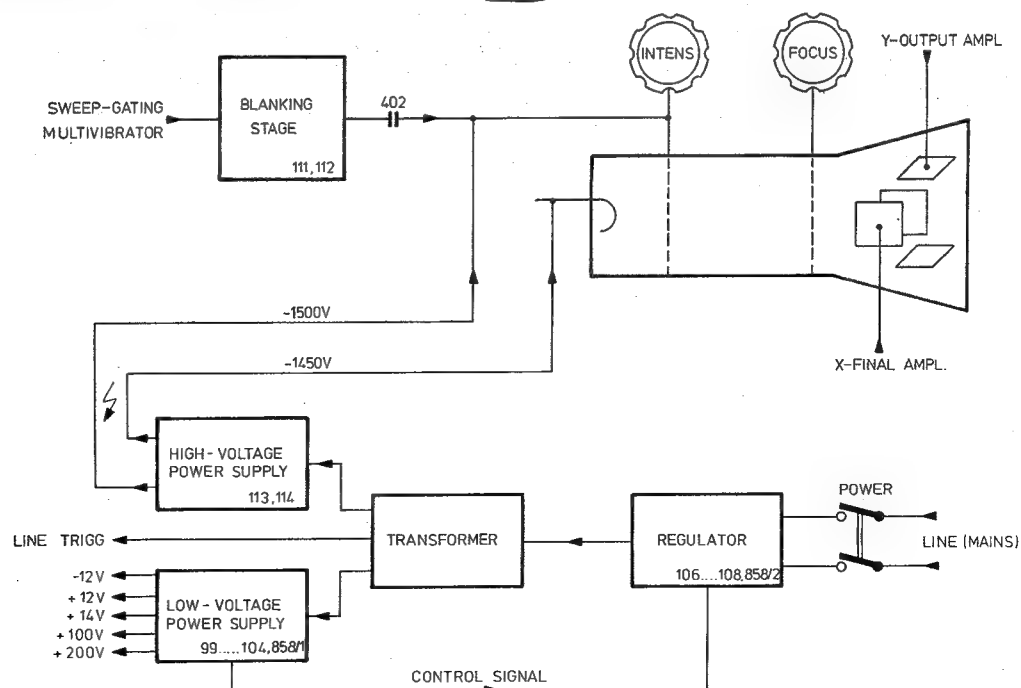 INTENS
FOCUS
Y-OUTPUT AMPL
SWEEP-GATING
MULTIVIBRATOR
BLANKING
STAGE
111,112
402
-1500V
-1450V
X-FINAL AMPL.
HIGH-VOLTAGE
POWER SUPPLY
113,114
POWER
LINE TRIGG
TRANSFORMER
REGULATOR
106....108,858/2
LINE (MAINS)
-12V
+12V
+14V
+100V
+200V
LOW-VOLTAGE
POWER SUPPLY
99.....104,858/1
CONTROL SIGNAL